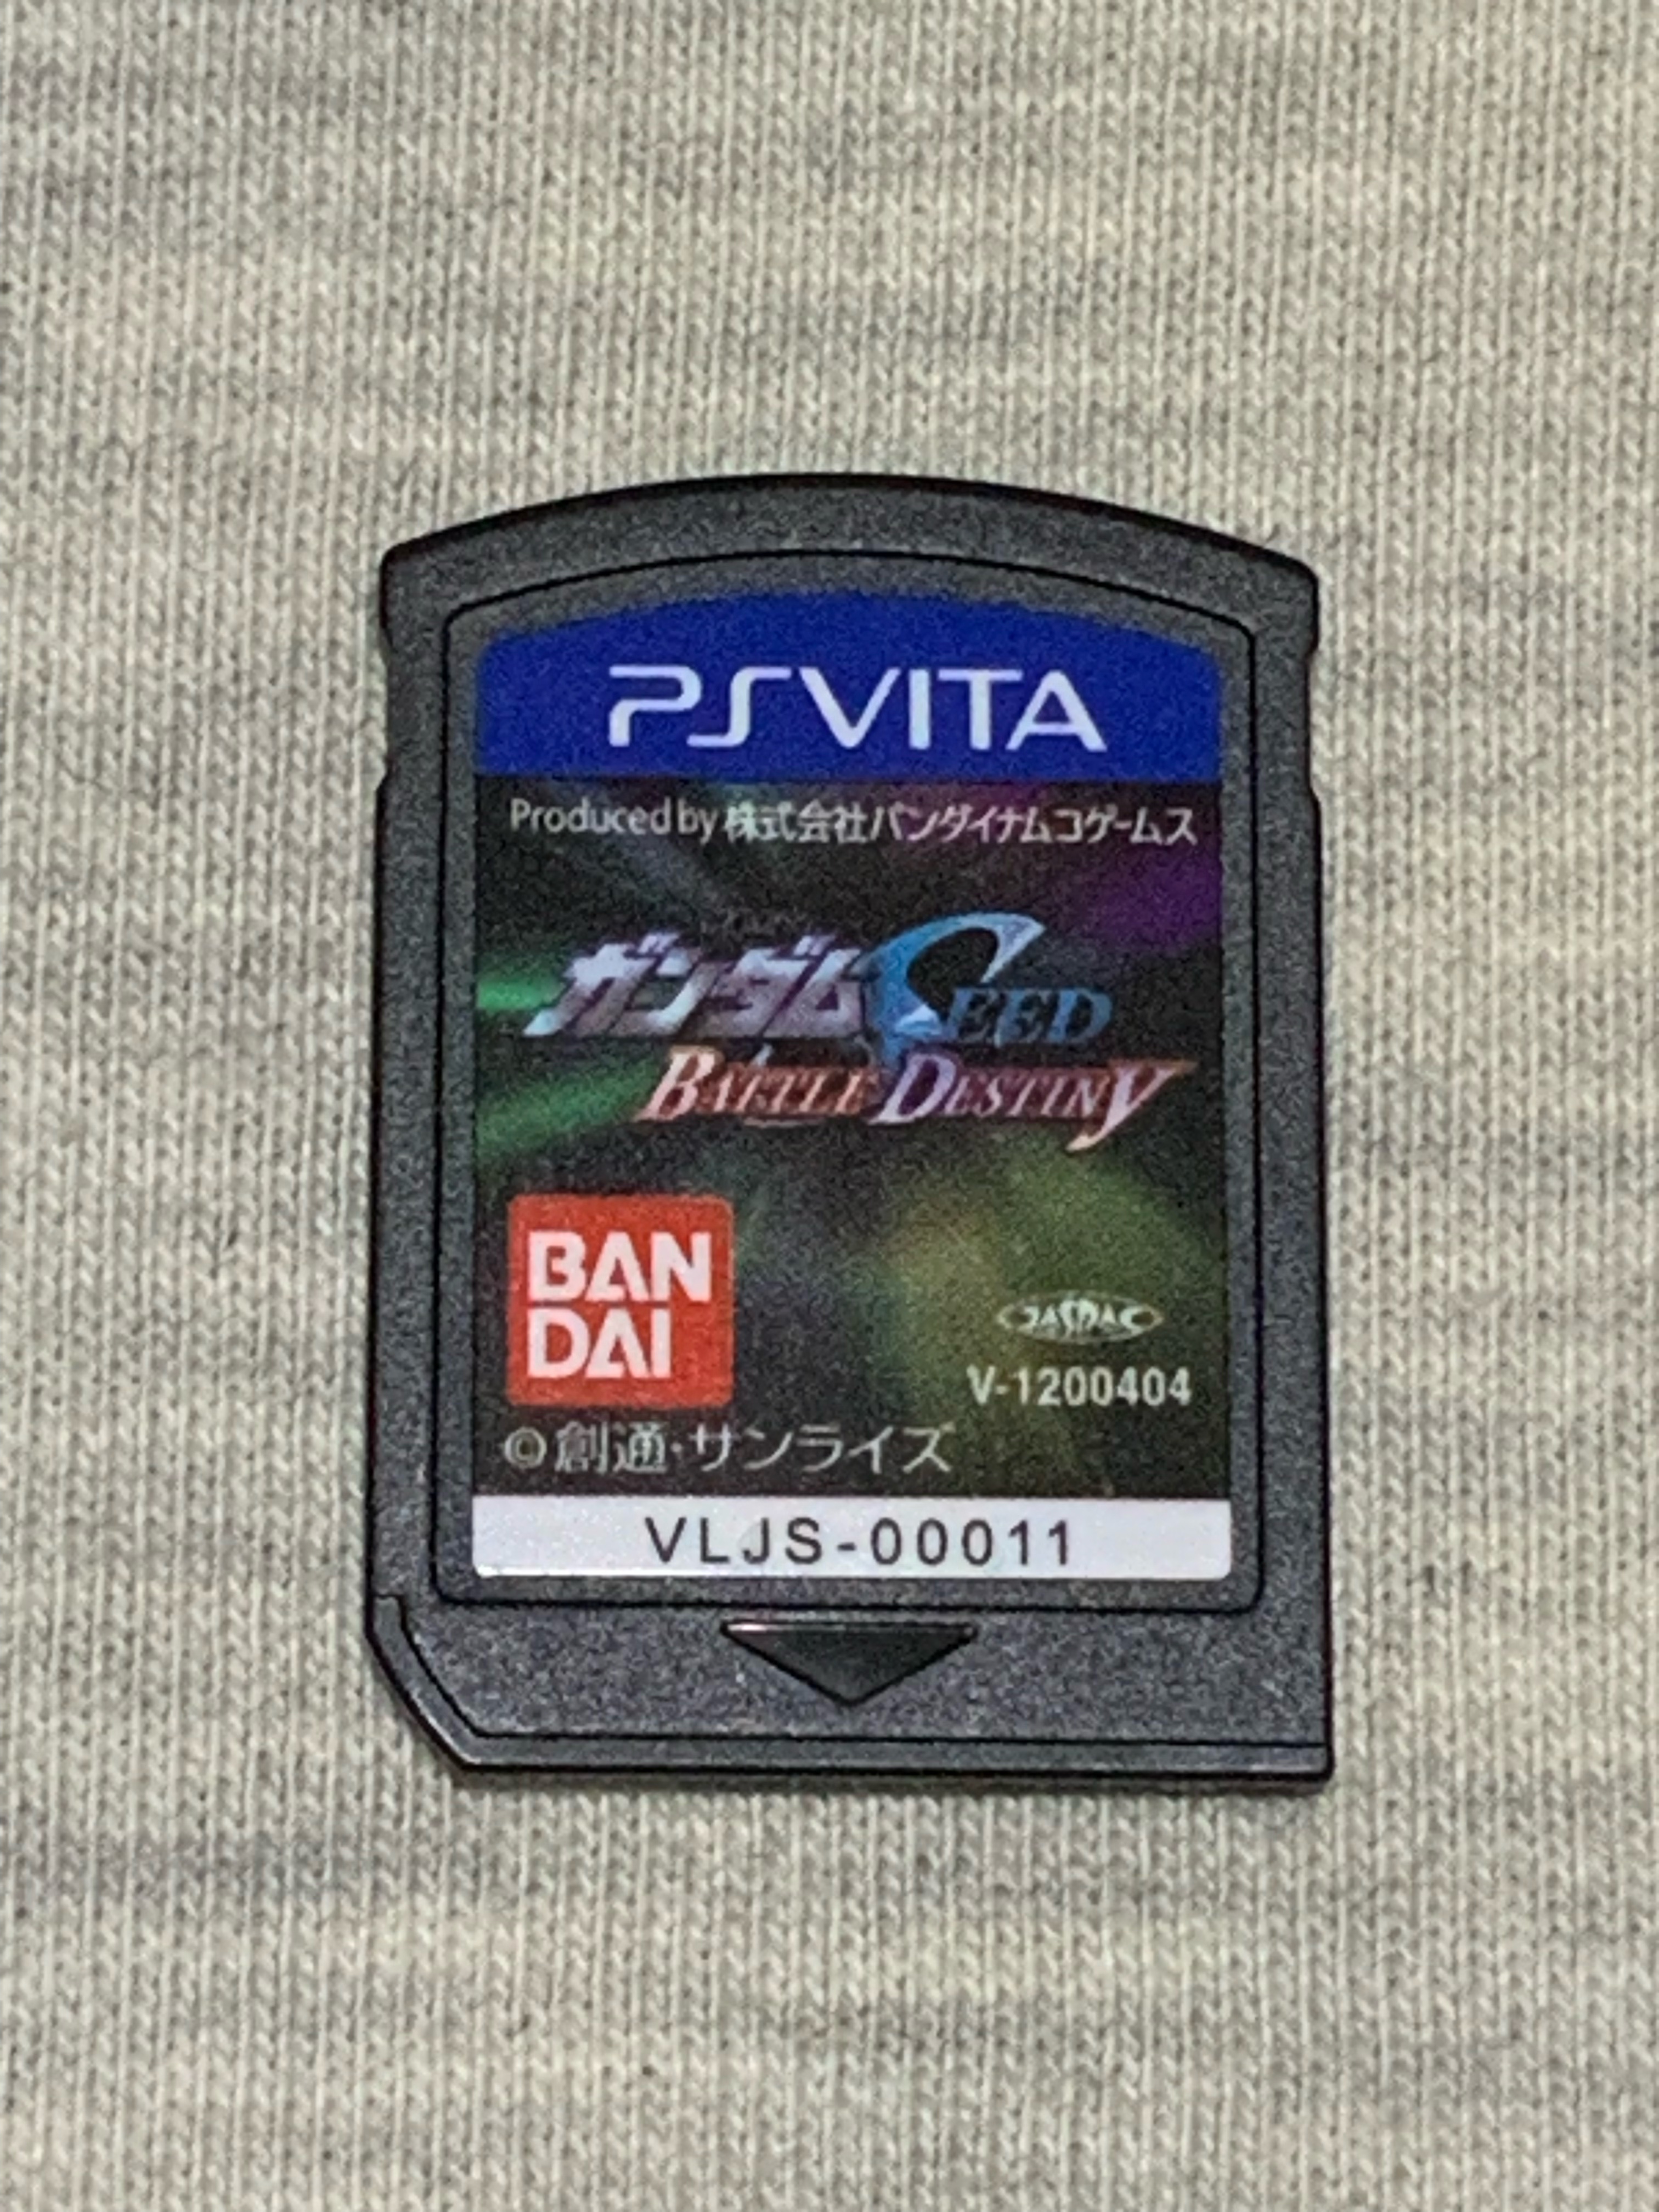 PSVITA
Produced by 株式会社バンダイナムコゲームス
ガンダムSEED
BATTLE DESTINY
BAN
DAI
JASRAC
V-1200404
©創通・サンライズ
VLJS-00011